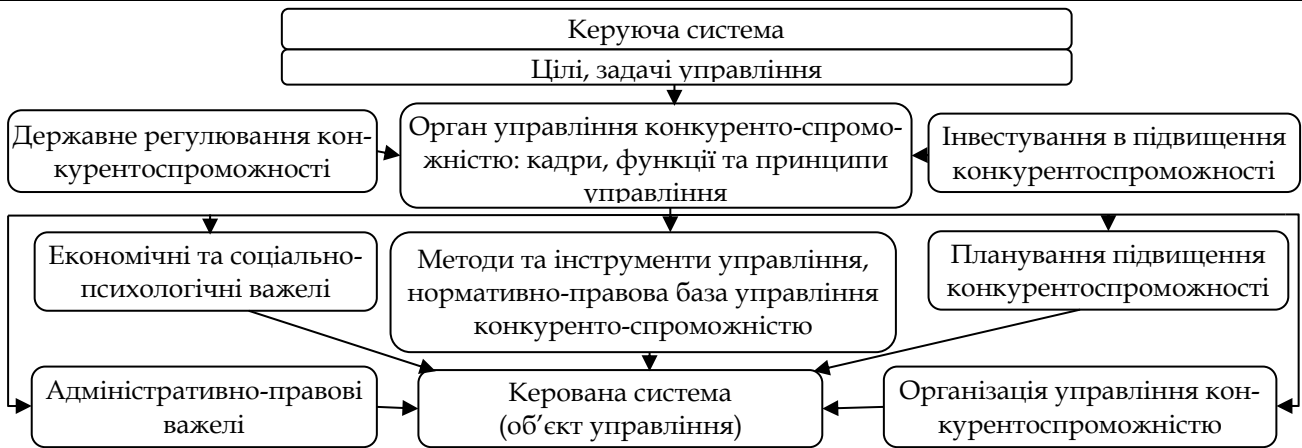 Керуюча система
Цілі, задачі управління
Державне регулювання кон-
курентоспроможності
Орган управління конкуренто-спромо-
жністю: кадри, функції та принципи
управління
Інвестування в підвищення
конкурентоспроможності
Економічні та соціально-
психологічні важелі
Методи та інструменти управління,
нормативно-правова база управління
конкуренто-спроможністю
Планування підвищення
конкурентоспроможності
Адміністративно-правові
важелі
Керована система
(об’єкт управління)
Організація управління кон-
курентоспроможністю